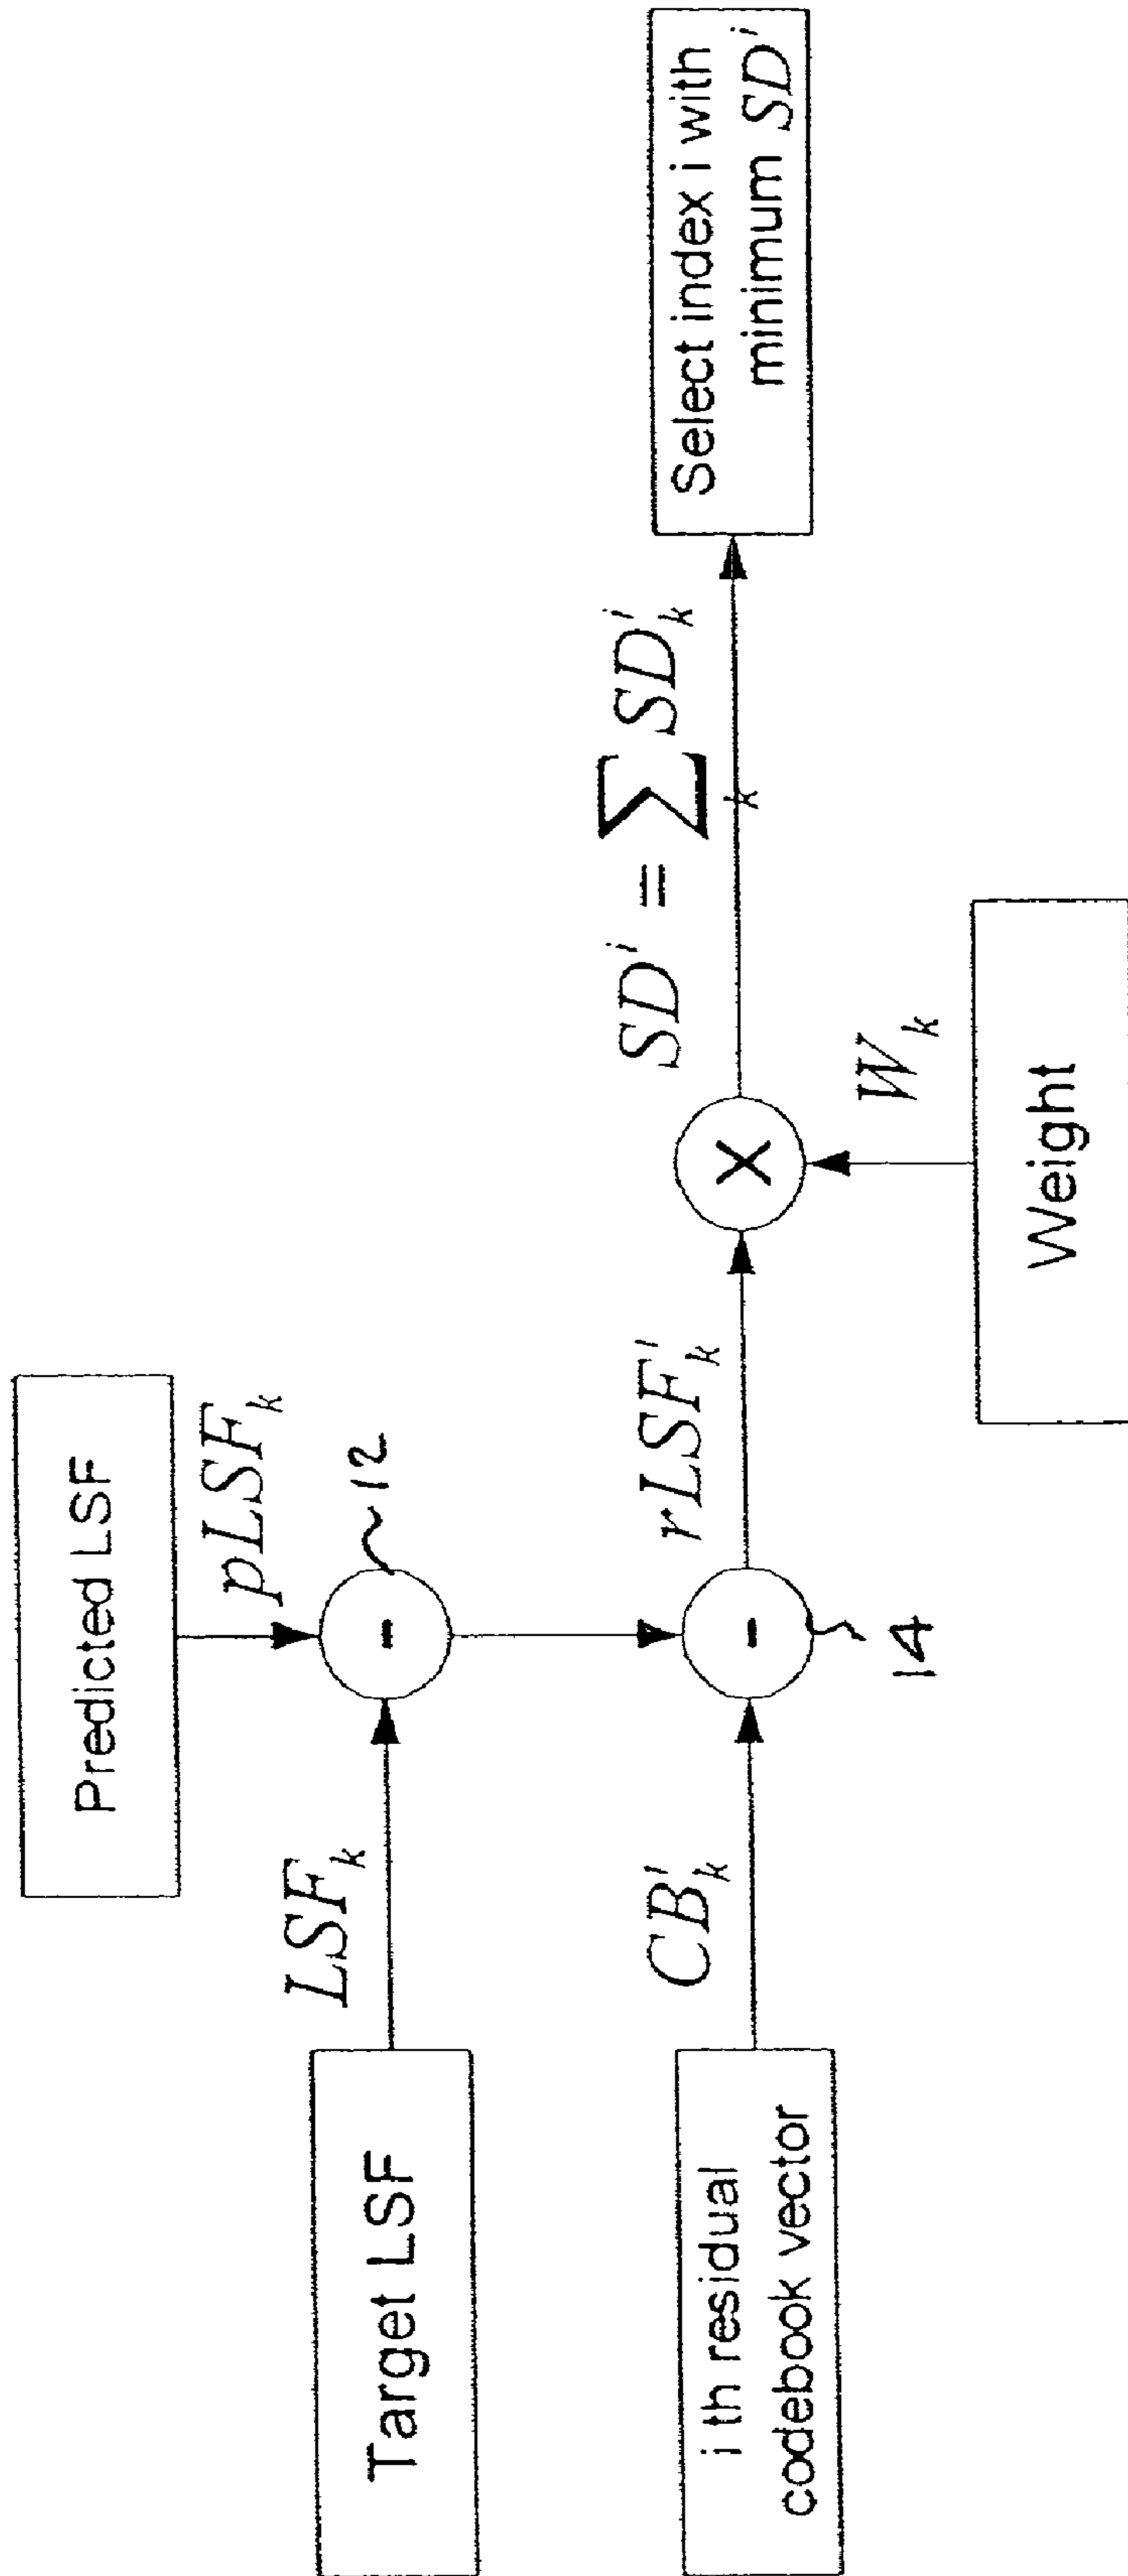 Predicted LSF
pLSF_k
12
Target LSF
LSF_k
i th residual
codebook vector
CB^i_k
14
rLSF^i_k
X
W_k
Weight
SD^i = ∑_k SD^i_k
Select index i with
minimum SD^i